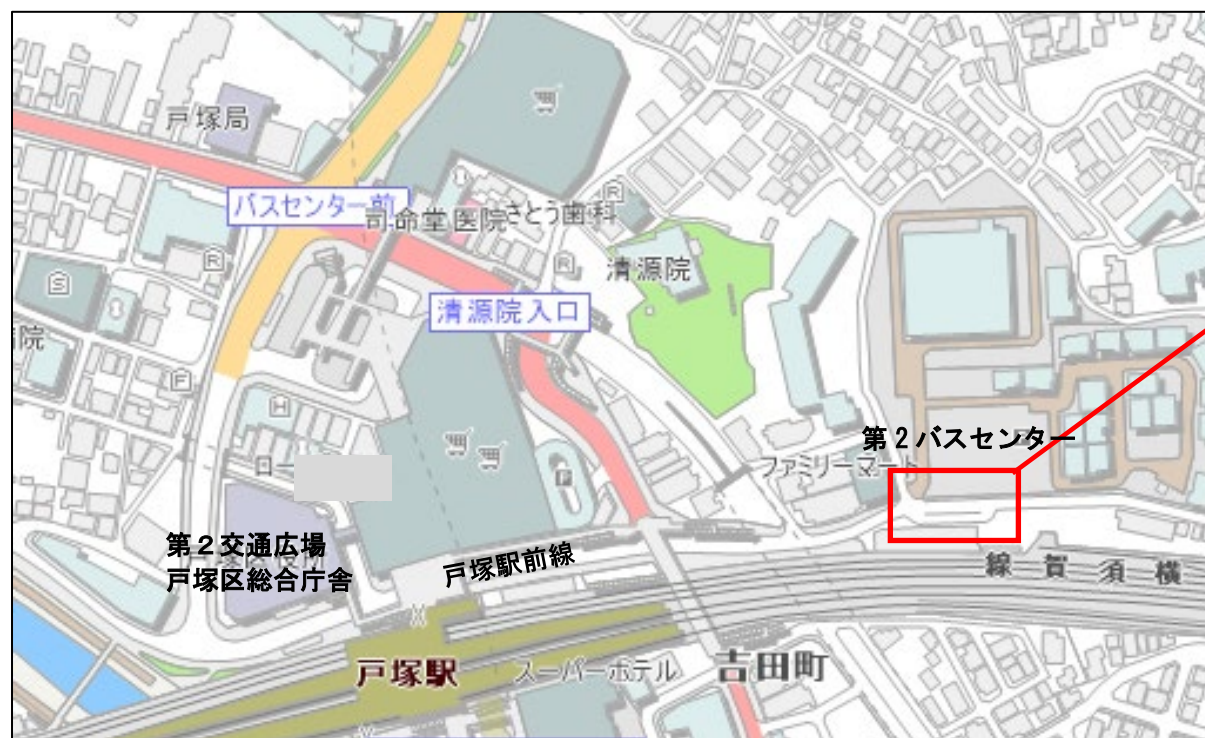 戸塚局
バスセンター前
司命堂医院
さとう歯科
清源院
清源院入口
院
第2バスセンター
ファミリーマート
ロー
第2交通広場
戸塚区総合庁舎
戸塚駅前線
線賀須横
戸塚駅
スーパーホテル
吉田町
R
R
R
S
F
H
P